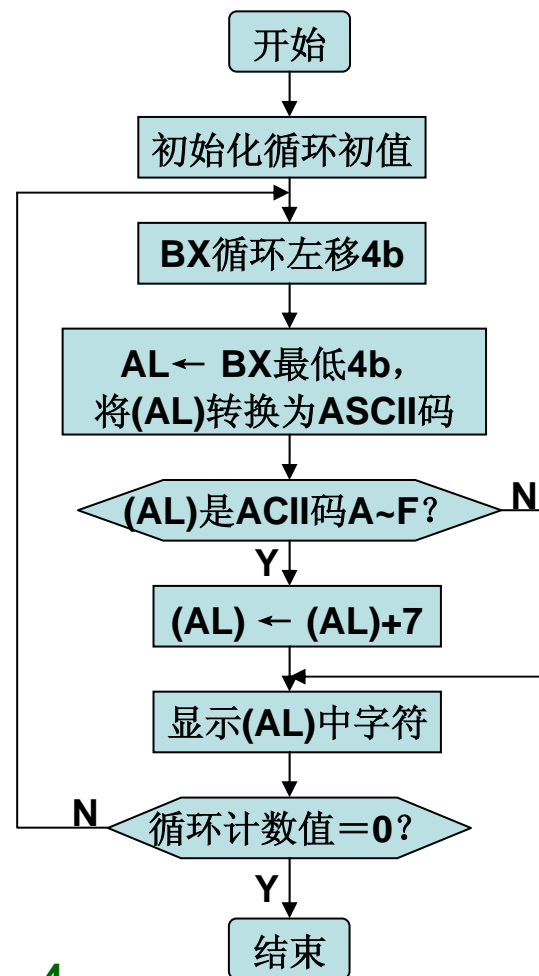 开始
初始化循环初值
BX循环左移4b
AL← BX最低4b，
将(AL)转换为ASCII码
(AL)是ACII码A~F？
N
Y
(AL) ← (AL)+7
显示(AL)中字符
N
循环计数值＝0？
Y
结束
4